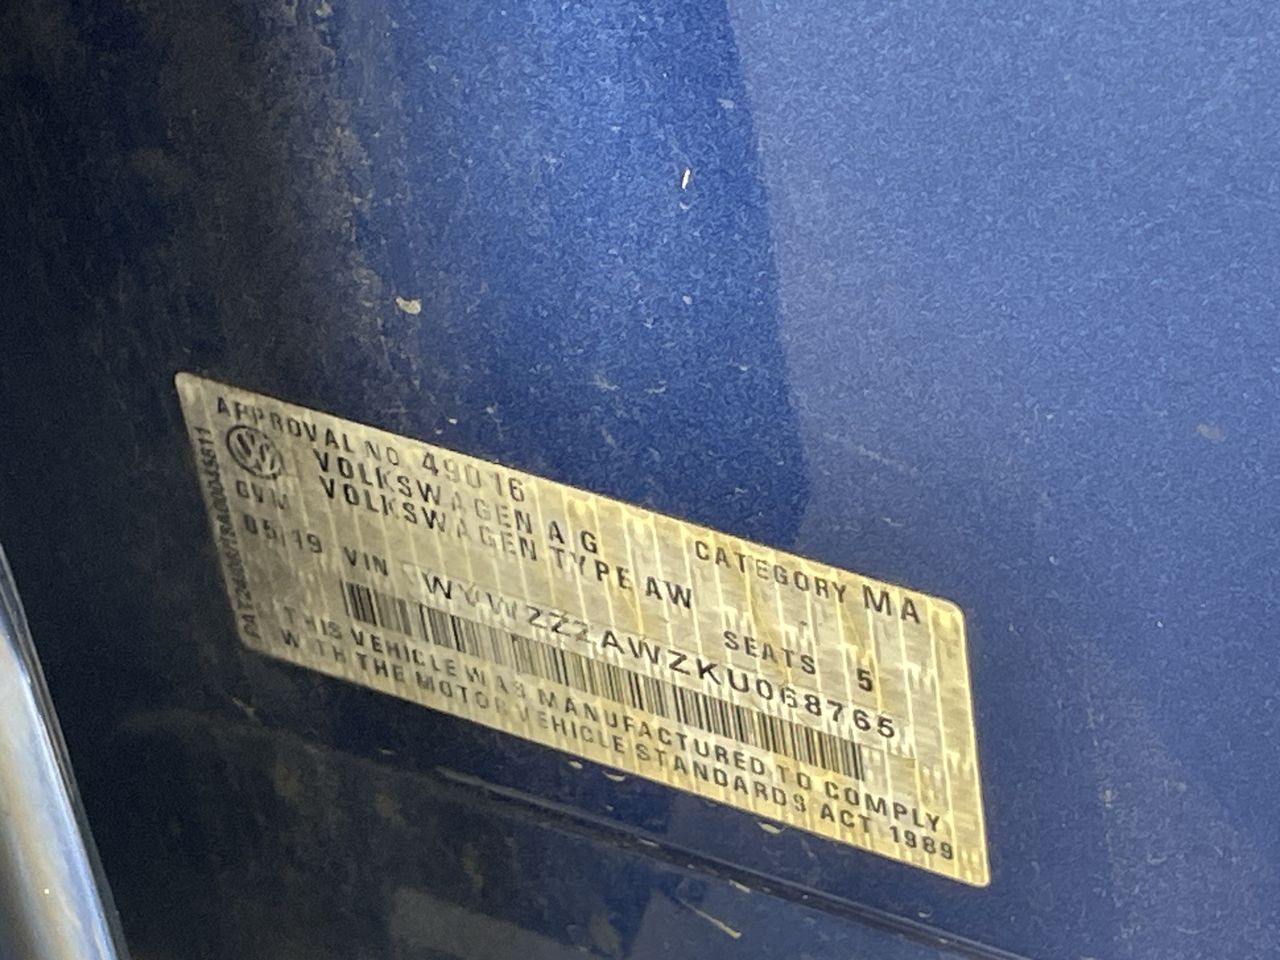 APPROVAL NO. 49016 CATEGORY MA
VOLKSWAGEN AG
VOLKSWAGEN TYPE AW SEATS 5
GVM
05/19 VIN WVWZZZAWZKU068765
THIS VEHICLE WAS MANUFACTURED TO COMPLY
WITH THE MOTOR VEHICLE STANDARDS ACT 1989